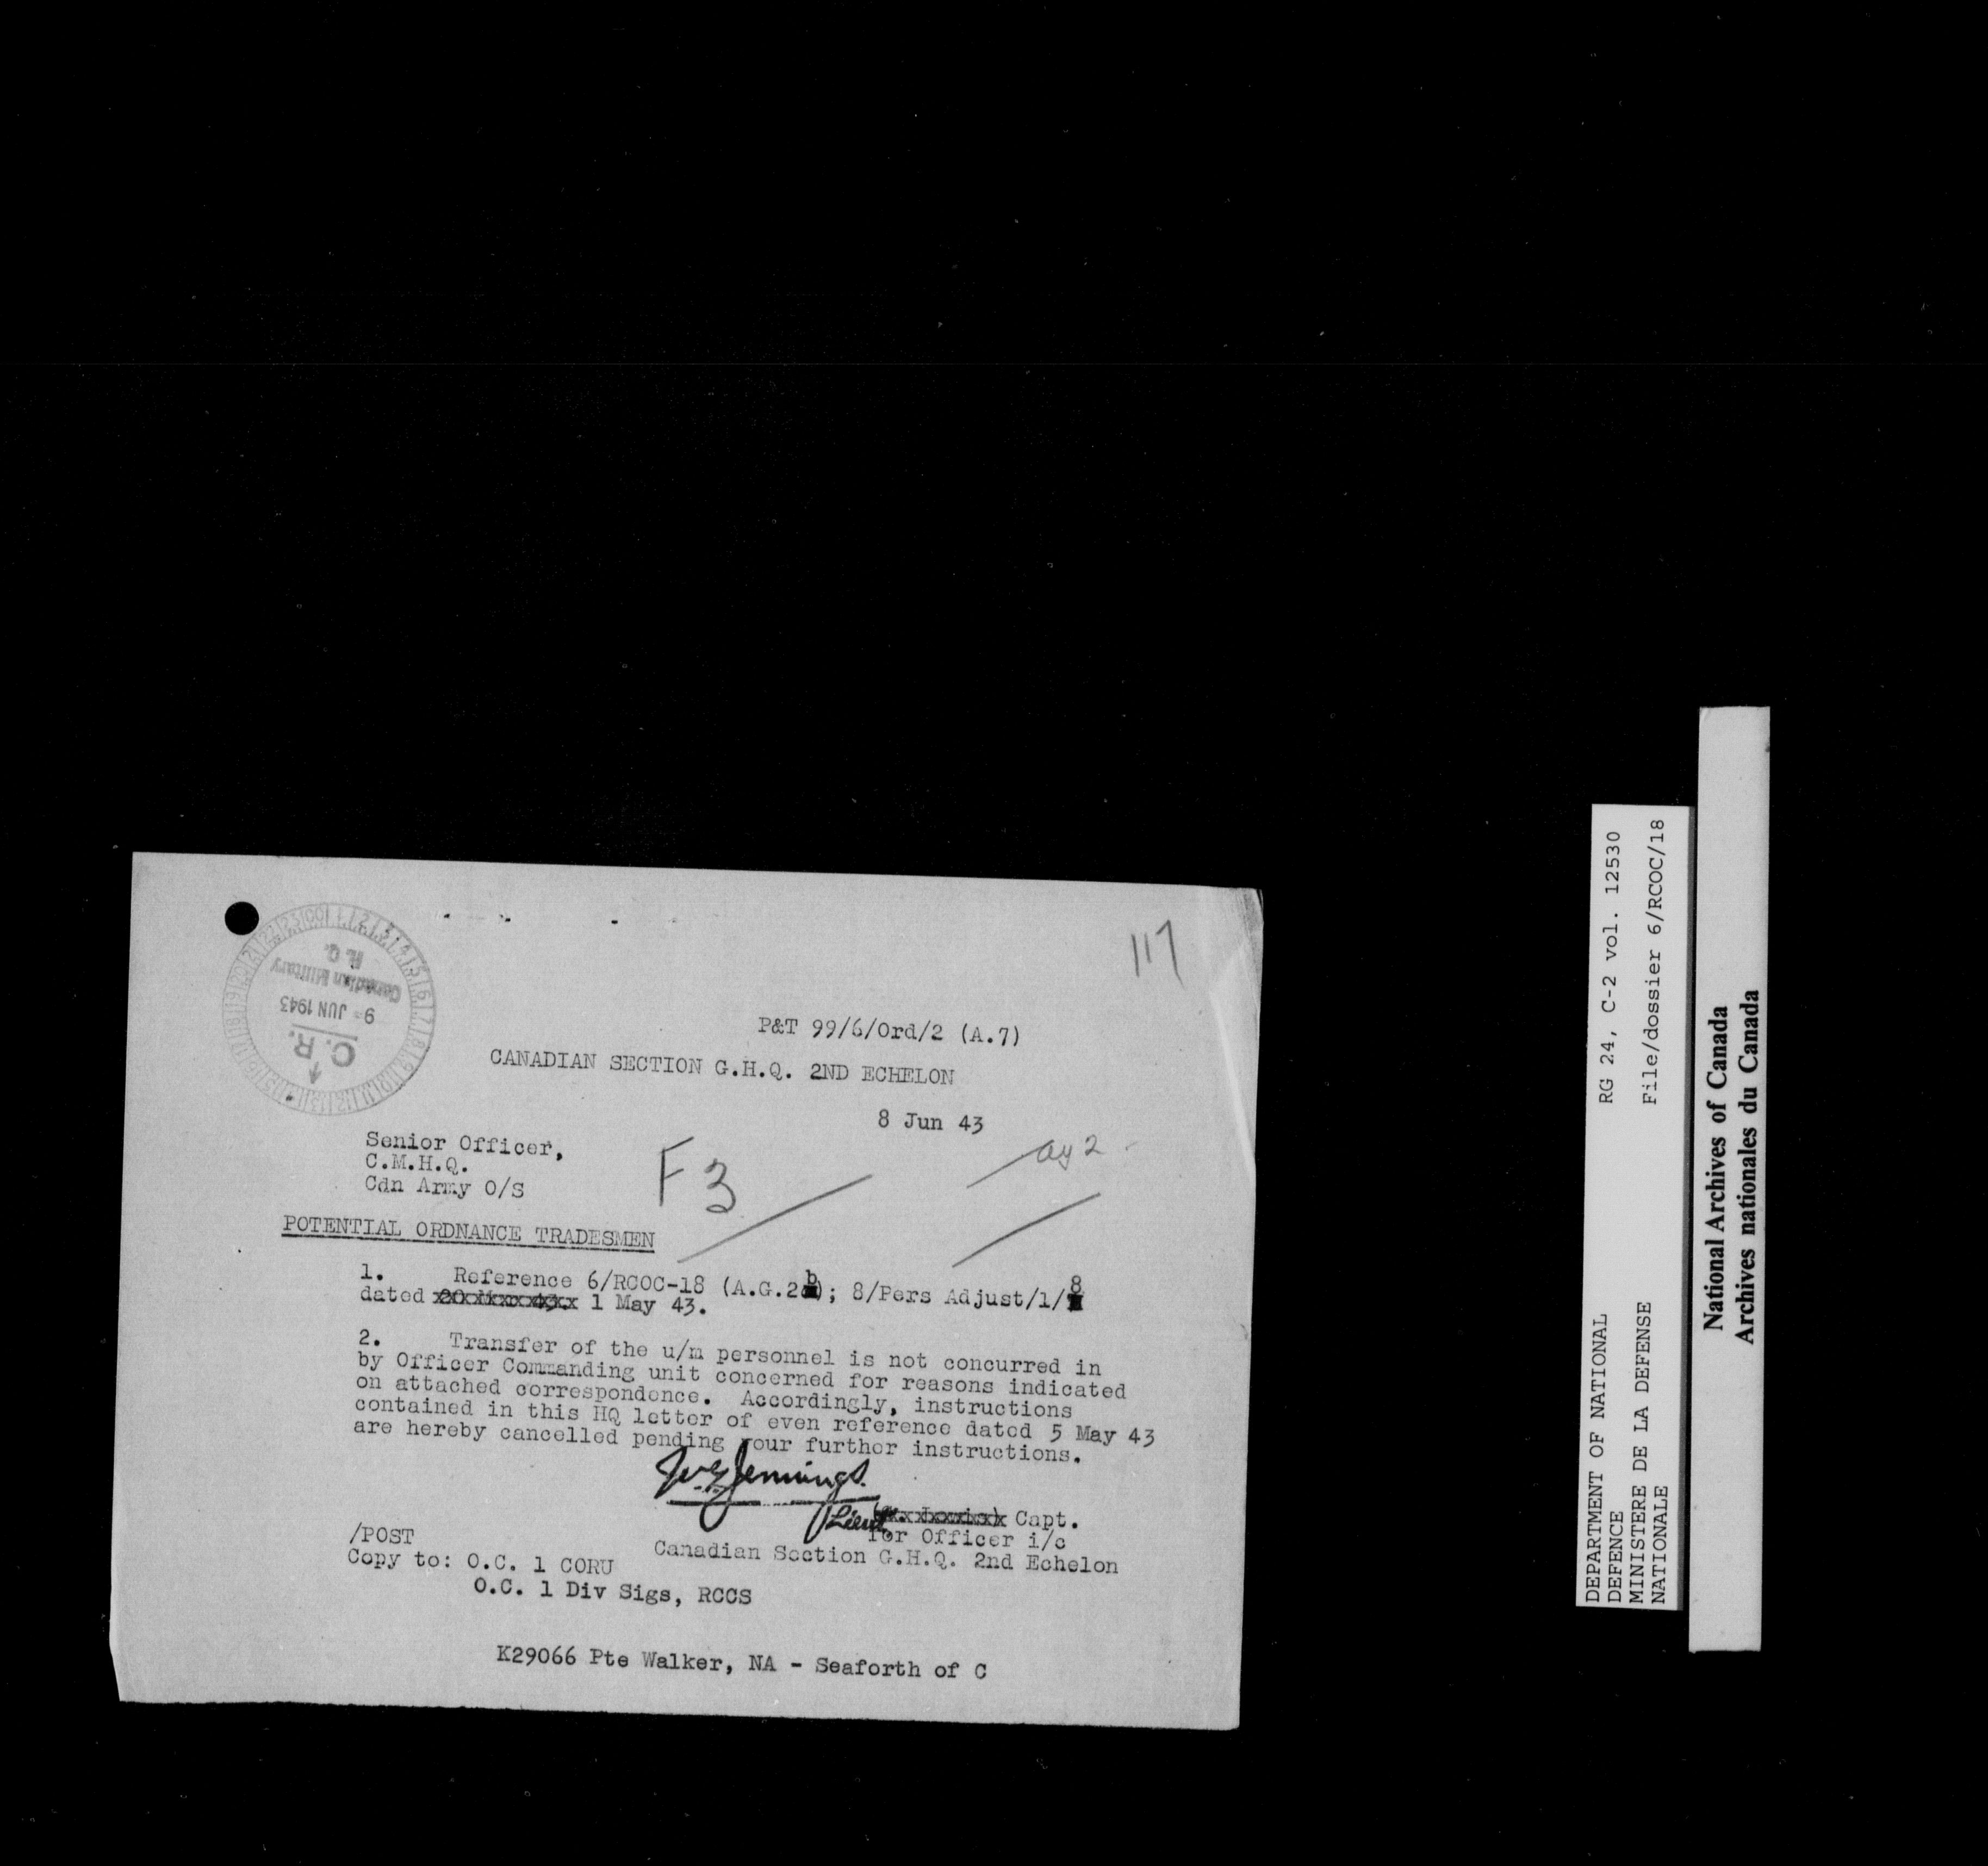 117
C.R.
9 - JUN 1943
Canadian Military
H.Q.
P&T 99/6/Ord/2 (A.7)
CANADIAN SECTION G.H.Q. 2ND ECHELON
8 Jun 43
Senior Officer,
C.M.H.Q.
Cdn Army O/S
F3
ag 2
POTENTIAL ORDNANCE TRADESMEN
1. Reference 6/RCOC-18 (A.G.2b); 8/Pers Adjust/1/8
dated 1 May 43.
2. Transfer of the u/m personnel is not concurred in
by Officer Commanding unit concerned for reasons indicated
on attached correspondence. Accordingly, instructions
contained in this HQ letter of even reference dated 5 May 43
are hereby cancelled pending your further instructions.
Jennings
Lieut Capt.
for Officer i/c
Canadian Section G.H.Q. 2nd Echelon
/POST
Copy to: O.C. 1 CORU
O.C. 1 Div Sigs, RCCS
K29066 Pte Walker, NA - Seaforth of C
DEPARTMENT OF NATIONAL
DEFENCE
MINISTERE DE LA DEFENSE
NATIONALE
RG 24, C-2 vol. 12530
File/dossier 6/RCOC/18
National Archives of Canada
Archives nationales du Canada